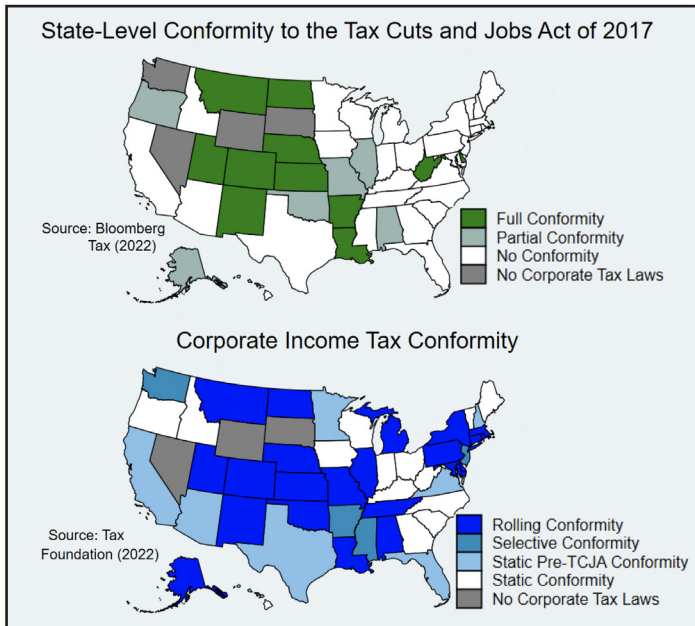 State-Level Conformity to the Tax Cuts and Jobs Act of 2017
Source: Bloomberg
Tax (2022)
Full Conformity
Partial Conformity
No Conformity
No Corporate Tax Laws
Corporate Income Tax Conformity
Source: Tax
Foundation (2022)
Rolling Conformity
Selective Conformity
Static Pre-TCJA Conformity
Static Conformity
No Corporate Tax Laws